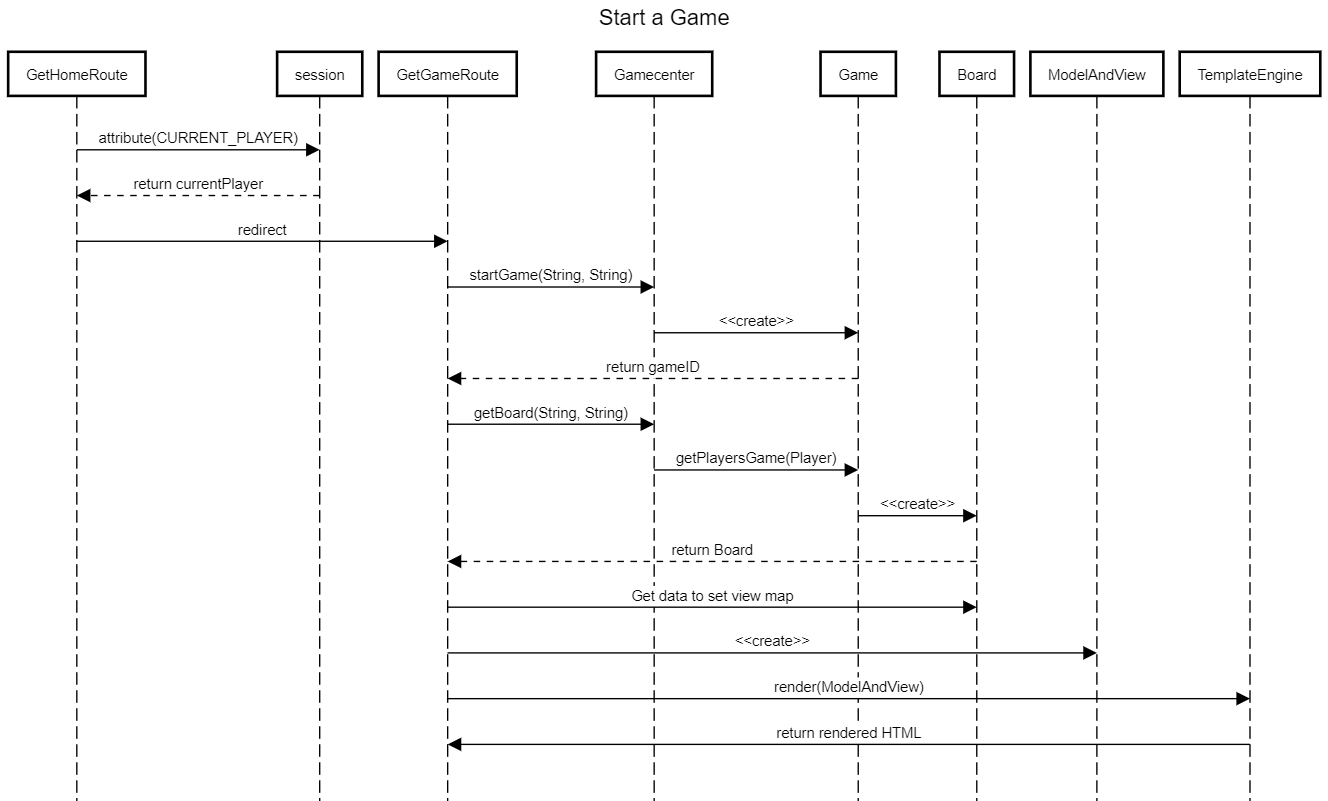 Start a Game
GetHomeRoute
session
GetGameRoute
Gamecenter
Game
Board
ModelAndView
TemplateEngine
attribute(CURRENT_PLAYER)
return currentPlayer
redirect
startGame(String, String)
<<create>>
return gameID
getBoard(String, String)
getPlayersGame(Player)
<<create>>
return Board
Get data to set view map
<<create>>
render(ModelAndView)
return rendered HTML